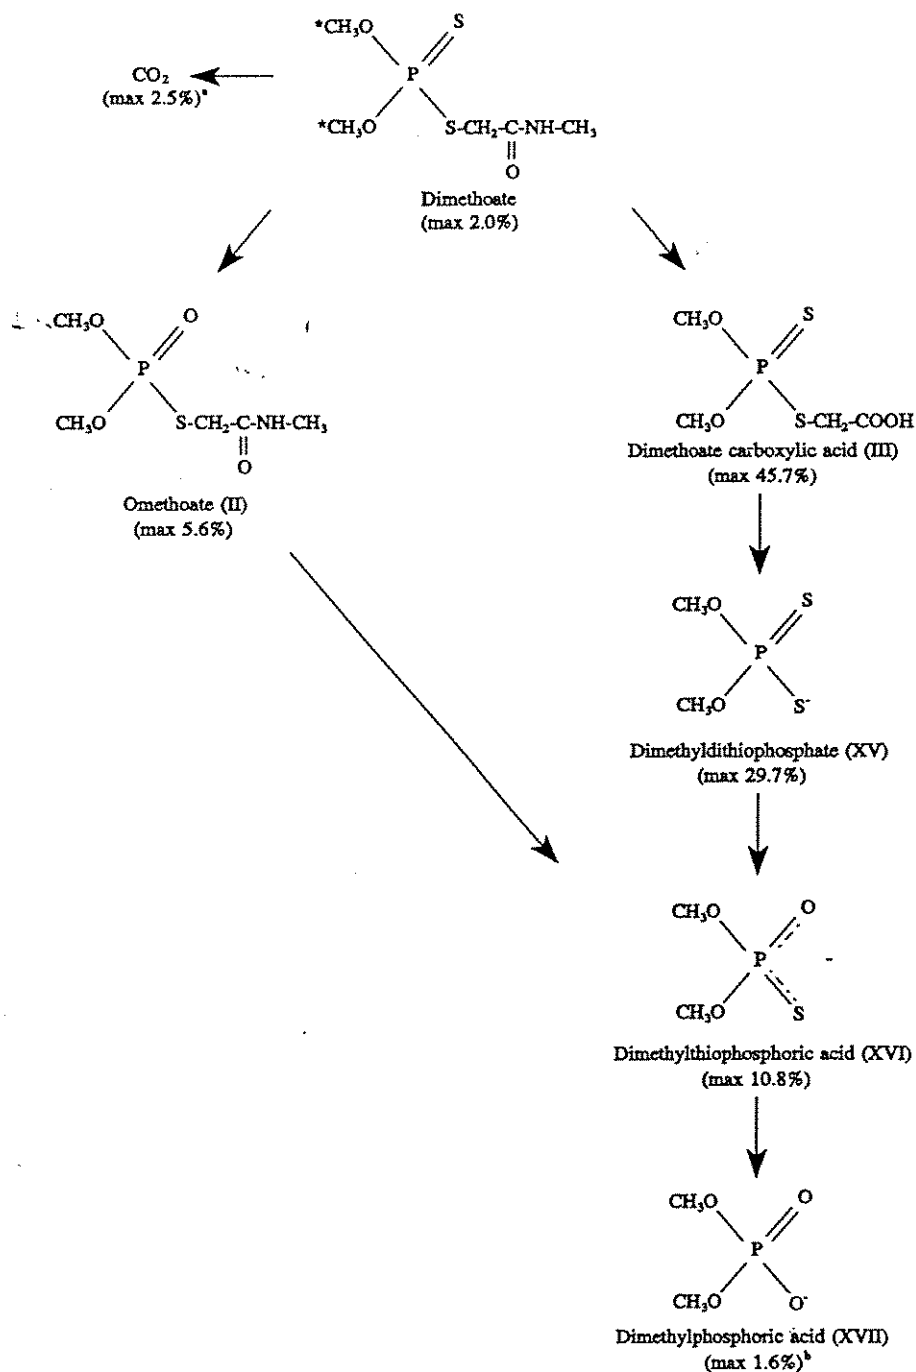 *CH₃O
S
P
CO₂
(max 2.5%)ᵃ
*CH₃O
S-CH₂-C-NH-CH₃
||
O
Dimethoate
(max 2.0%)
CH₃O
O
P
CH₃O
S-CH₂-C-NH-CH₃
||
O
Omethoate (II)
(max 5.6%)
CH₃O
S
P
CH₃O
S-CH₂-COOH
Dimethoate carboxylic acid (III)
(max 45.7%)
CH₃O
S
P
CH₃O
S⁻
Dimethyldithiophosphate (XV)
(max 29.7%)
CH₃O
O
P
-
CH₃O
S
Dimethylthiophosphoric acid (XVI)
(max 10.8%)
CH₃O
O
P
CH₃O
O⁻
Dimethylphosphoric acid (XVII)
(max 1.6%)ᵇ